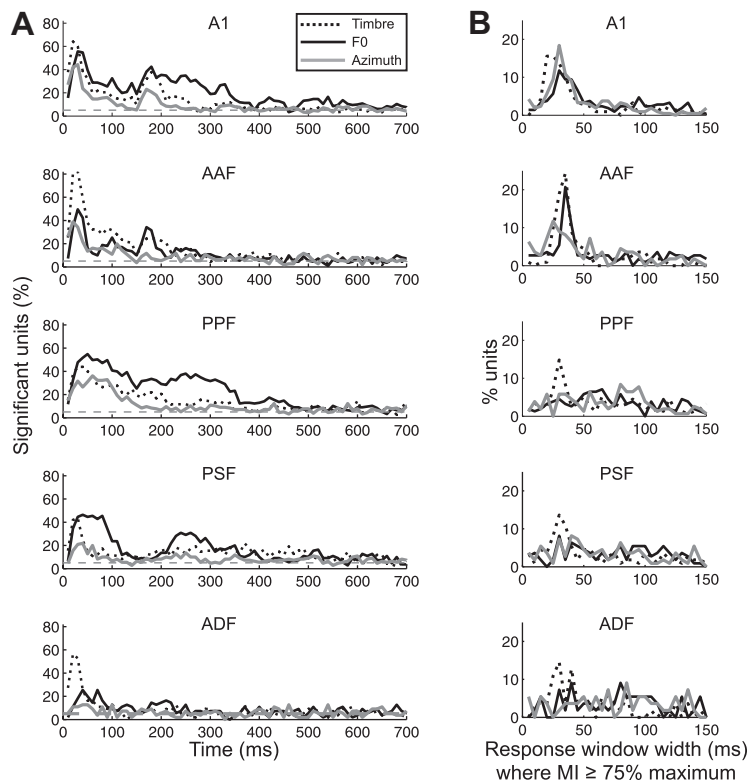 A
A1
Timbre
F0
Azimuth
80
60
40
20
0
0 100 200 300 400 500 600 700
AAF
80
60
40
20
0
0 100 200 300 400 500 600 700
PPF
80
60
40
20
0
0 100 200 300 400 500 600 700
PSF
80
60
40
20
0
0 100 200 300 400 500 600 700
ADF
80
60
40
20
0
0 100 200 300 400 500 600 700
Significant units (%)
Time (ms)
B
A1
20
10
0
0 50 100 150
AAF
20
10
0
0 50 100 150
PPF
20
10
0
0 50 100 150
PSF
20
10
0
0 50 100 150
ADF
20
10
0
0 50 100 150
% units
Response window width (ms)
where MI ≥ 75% maximum